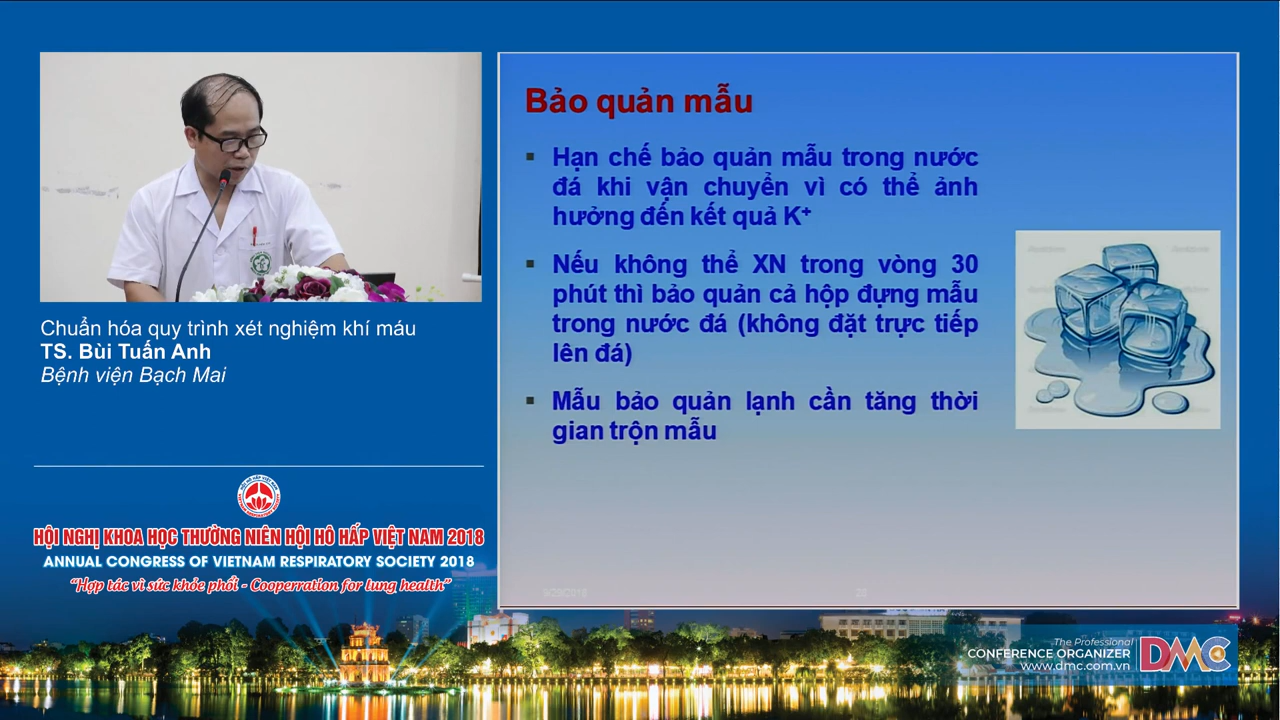 Chuẩn hóa quy trình xét nghiệm khí máu
TS. Bùi Tuấn Anh
Bệnh viện Bạch Mai
HỘI NGHỊ KHOA HỌC THƯỜNG NIÊN HỘI HÔ HẤP VIỆT NAM 2018
ANNUAL CONGRESS OF VIETNAM RESPIRATORY SOCIETY 2018
"Hợp tác vì sức khỏe phổi - Cooperration for lung health"
Bảo quản mẫu
▪ Hạn chế bảo quản mẫu trong nước
đá khi vận chuyển vì có thể ảnh
hưởng đến kết quả K⁺
▪ Nếu không thể XN trong vòng 30
phút thì bảo quản cả hộp đựng mẫu
trong nước đá (không đặt trực tiếp
lên đá)
▪ Mẫu bảo quản lạnh cần tăng thời
gian trộn mẫu
The Professional
CONFERENCE ORGANIZER
www.dmc.com.vn
DMC